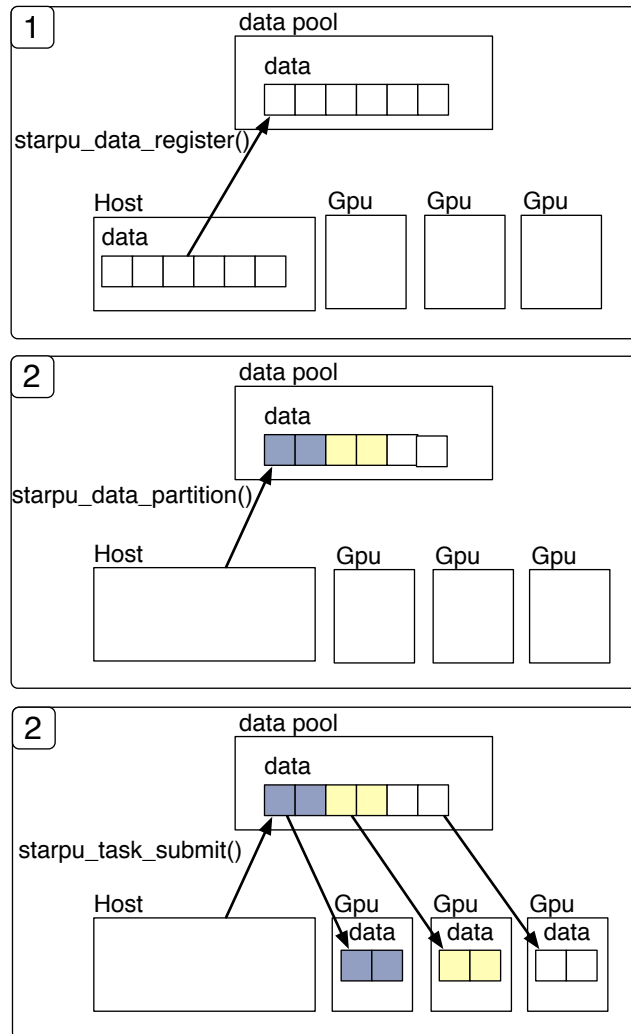 1
data pool
data
starpu_data_register()
Host
Gpu
Gpu
Gpu
data
2
data pool
data
starpu_data_partition()
Host
Gpu
Gpu
Gpu
2
data pool
data
starpu_task_submit()
Host
Gpu
Gpu
Gpu
data
data
data